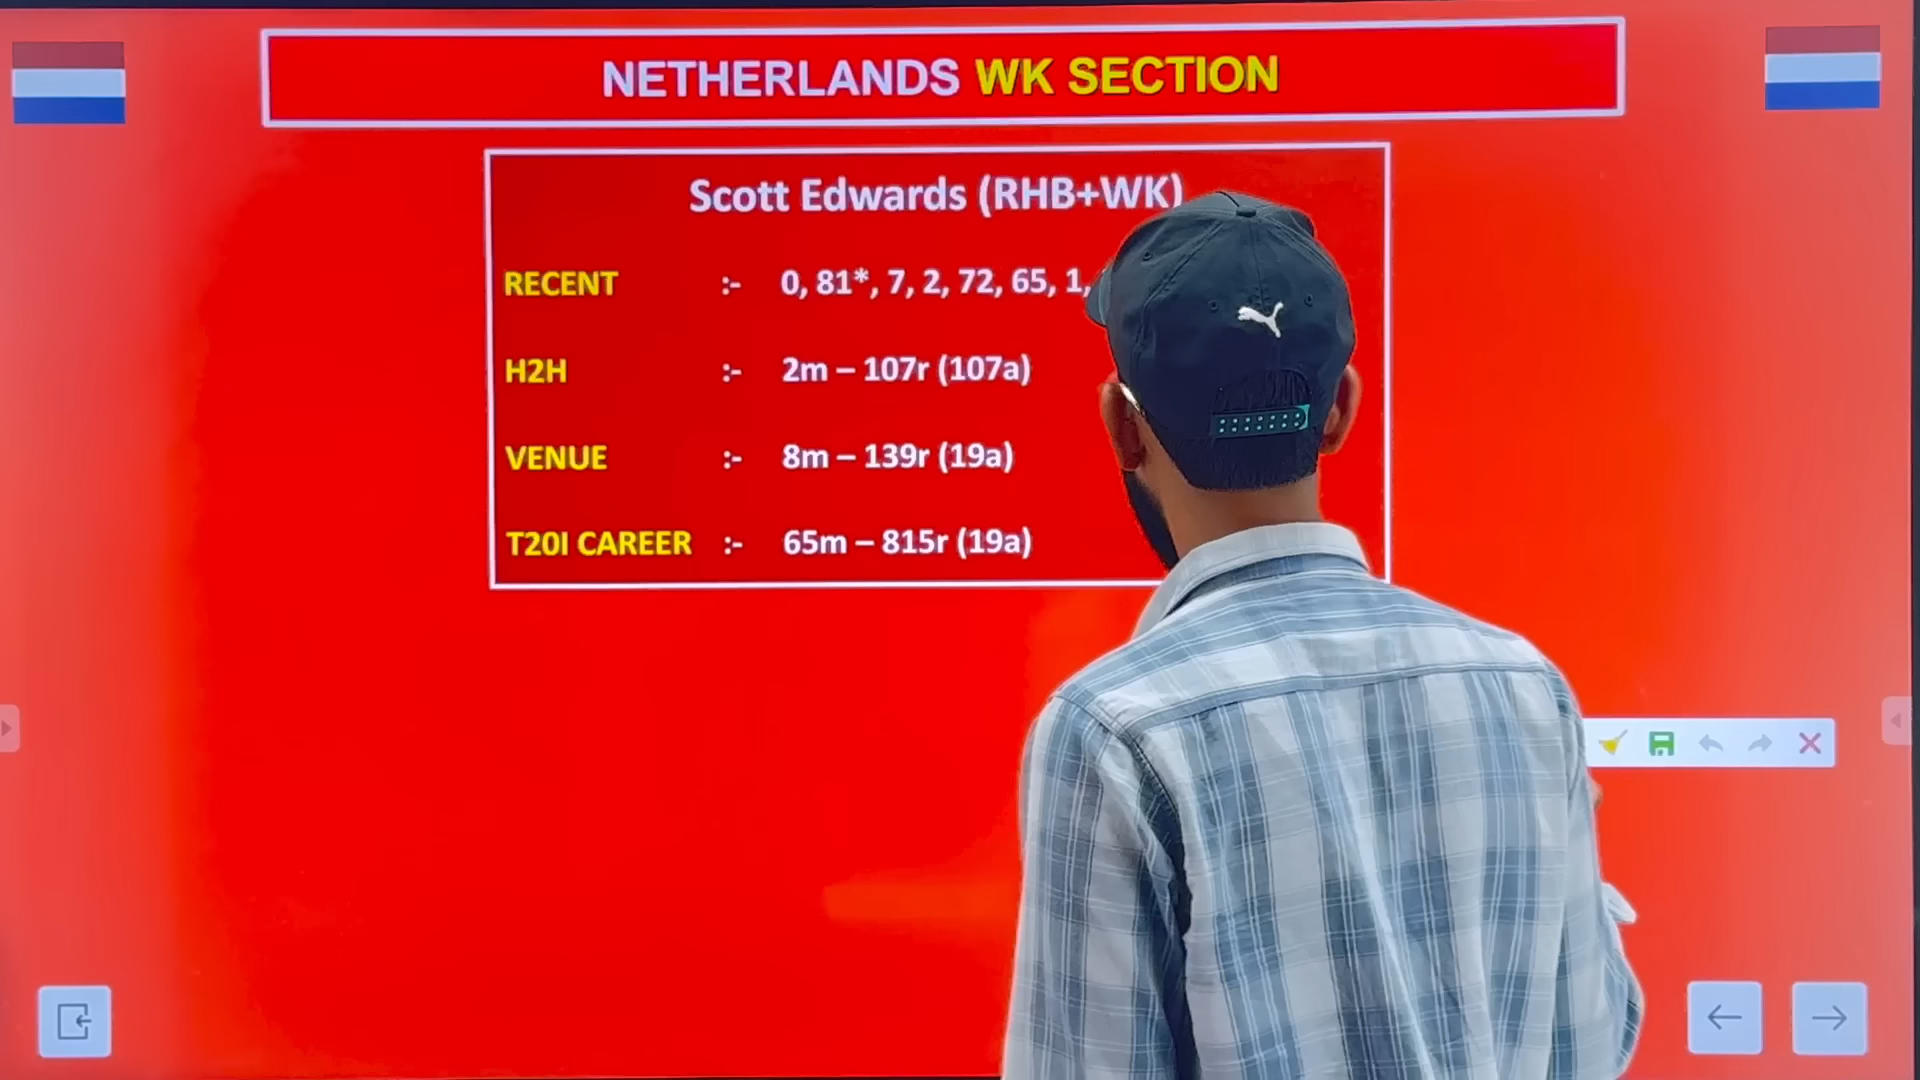 NETHERLANDS WK SECTION
Scott Edwards (RHB+WK)
RECENT :- 0, 81*, 7, 2, 72, 65, 1,
H2H :- 2m – 107r (107a)
VENUE :- 8m – 139r (19a)
T20I CAREER :- 65m – 815r (19a)